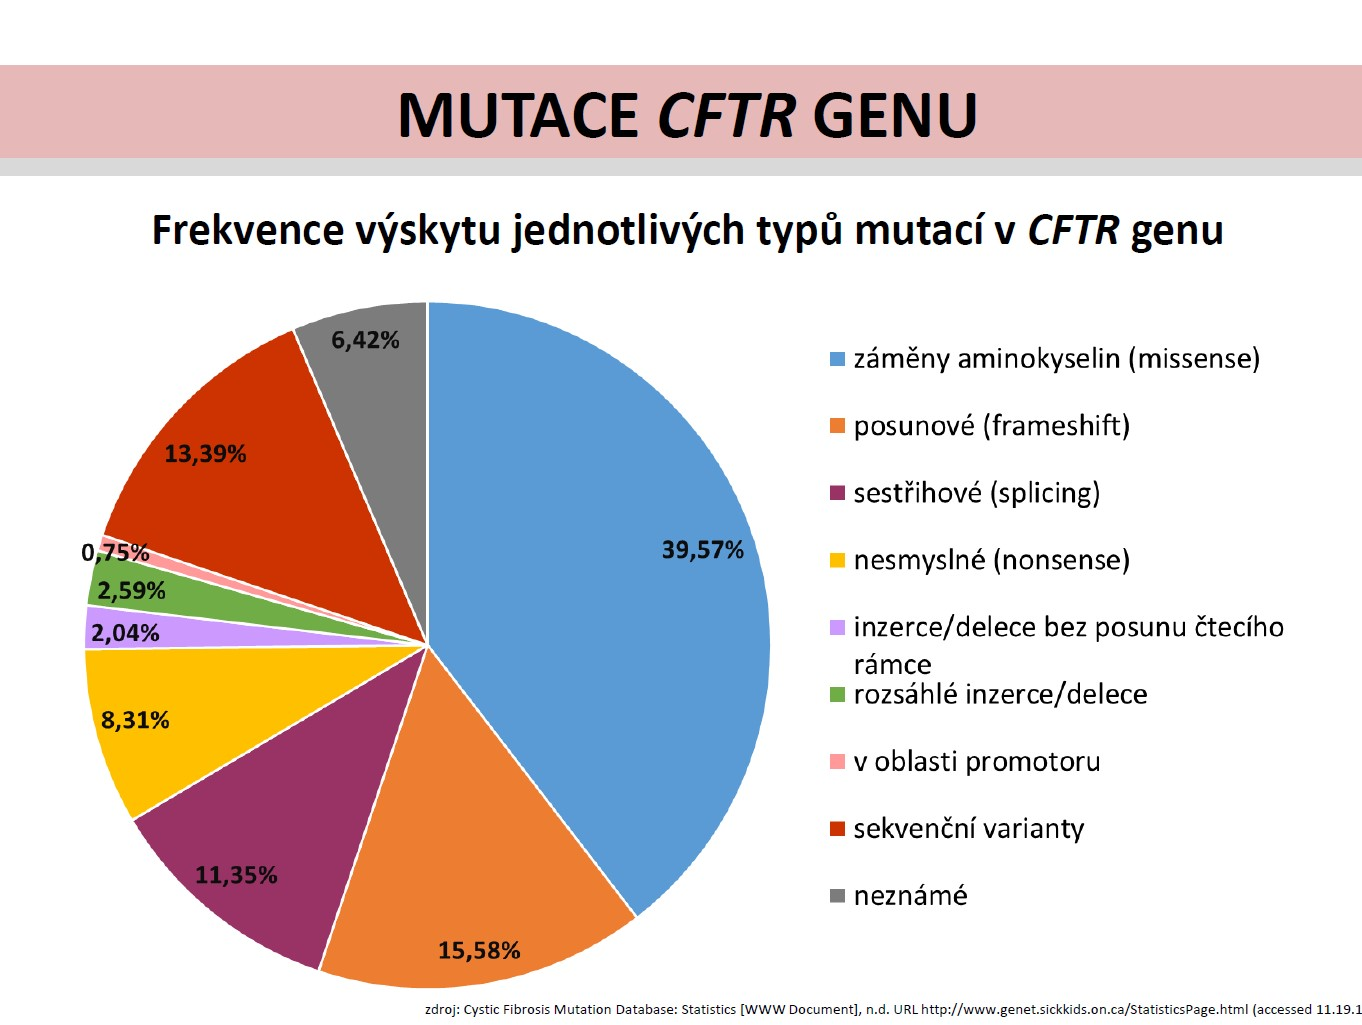 MUTACE CFTR GENU
Frekvence výskytu jednotlivých typů mutací v CFTR genu
6,42%
13,39%
39,57%
0,75%
2,59%
2,04%
8,31%
11,35%
15,58%
záměny aminokyselin (missense)
posunové (frameshift)
sestřihové (splicing)
nesmyslné (nonsense)
inzerce/delece bez posunu čtecího
rámce
rozsáhlé inzerce/delece
v oblasti promotoru
sekvenční varianty
neznámé
zdroj: Cystic Fibrosis Mutation Database: Statistics [WWW Document], n.d. URL http://www.genet.sickkids.on.ca/StatisticsPage.html (accessed 11.19.1